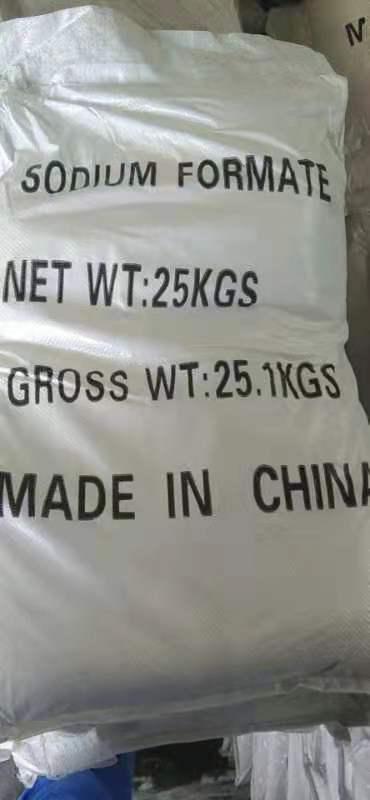 SODIUM FORMATE
NET WT:25KGS
GROSS WT:25.1KGS
MADE IN CHINA